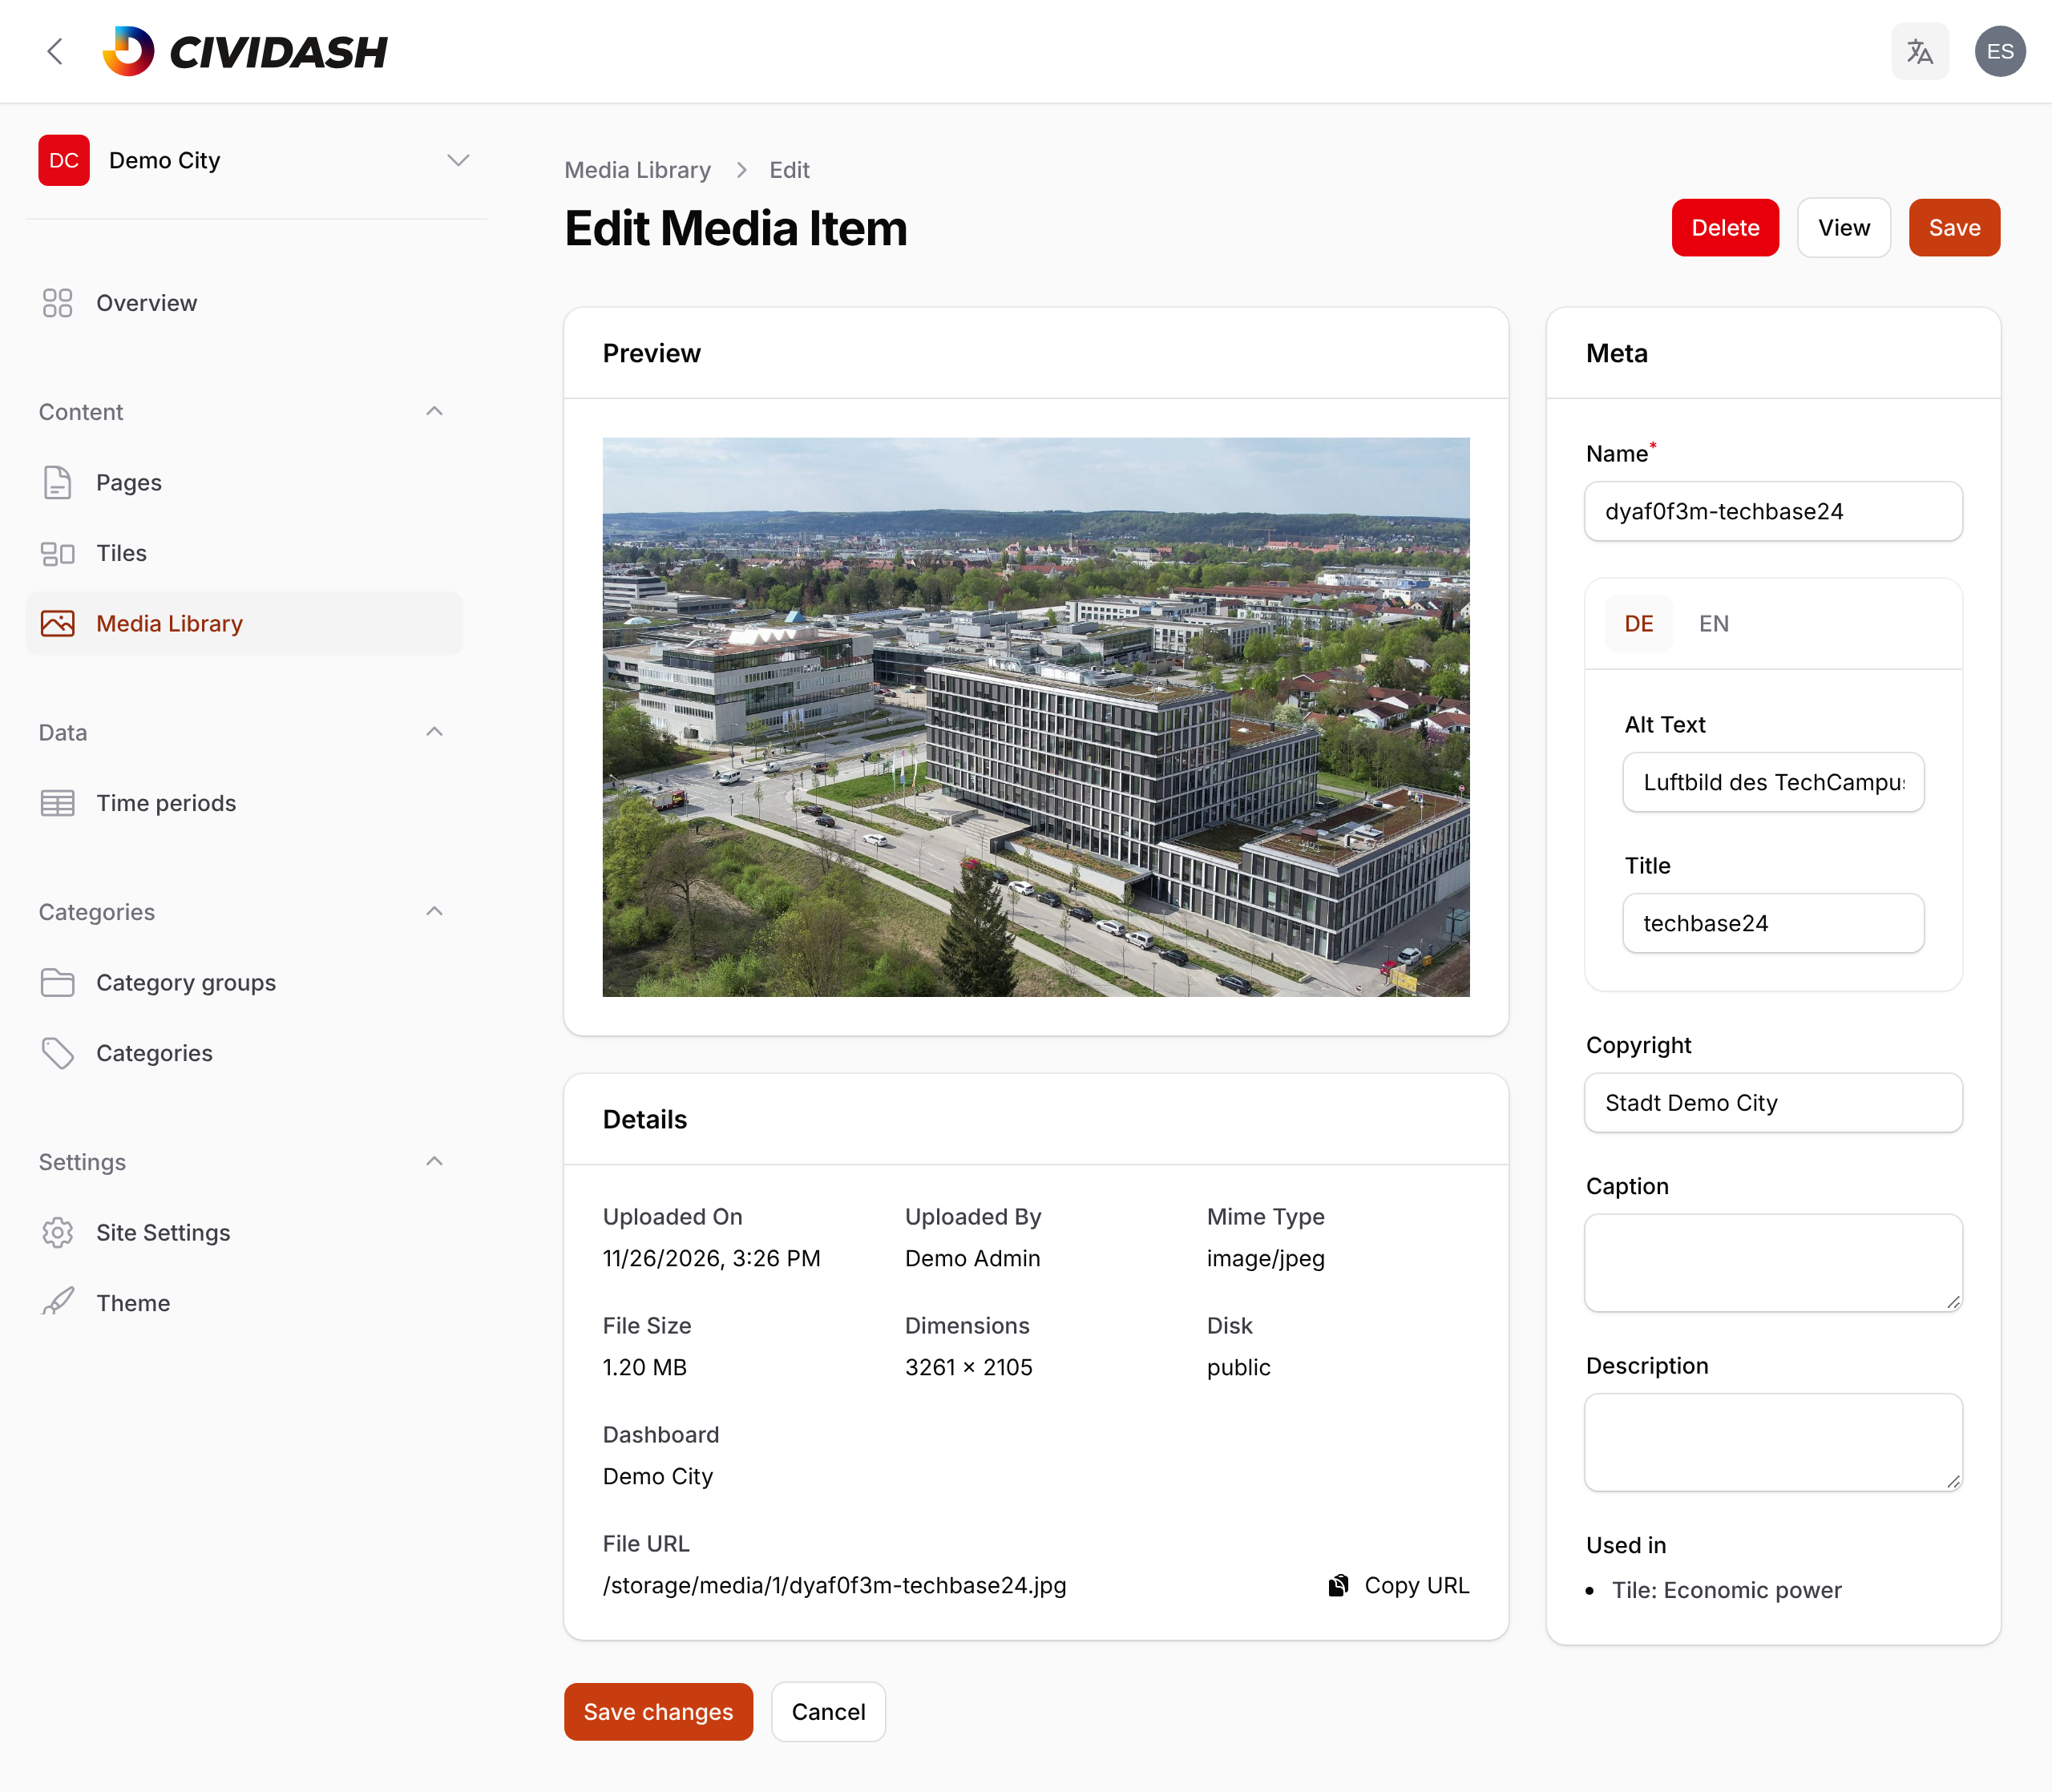 CIVIDASH
ES
DC
Demo City
Overview
Content
Pages
Tiles
Media Library
Data
Time periods
Categories
Category groups
Categories
Settings
Site Settings
Theme
Media Library > Edit
Edit Media Item
Delete
View
Save
Preview
Details
Uploaded On
Uploaded By
Mime Type
11/26/2026, 3:26 PM
Demo Admin
image/jpeg
File Size
Dimensions
Disk
1.20 MB
3261 × 2105
public
Dashboard
Demo City
File URL
/storage/media/1/dyaf0f3m-techbase24.jpg
Copy URL
Meta
Name*
dyaf0f3m-techbase24
DE
EN
Alt Text
Luftbild des TechCampus
Title
techbase24
Copyright
Stadt Demo City
Caption
Description
Used in
• Tile: Economic power
Save changes
Cancel